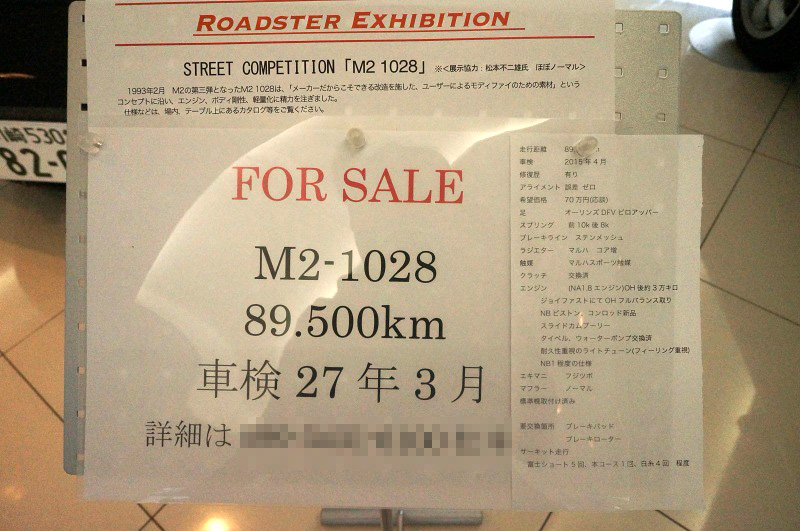 ROADSTER EXHIBITION
STREET COMPETITION「M2 1028」 ※<展示協力：松本不二雄氏 ほぼノーマル>
1993年2月 M2の第三弾となったM2 1028は、「メーカーだからこそできる改造を施した、ユーザーによるモディファイのための素材」という
コンセプトに沿い、エンジン、ボディ剛性、軽量化に精力を注ぎました。
仕様などは、場内、テーブル上にあるカタログ等をご覧ください。
530
82-
FOR SALE
M2-1028
89.500km
車検 27 年 3 月
詳細は
走行距離 89,
車検 2015 年 4 月
修復歴 有り
アライメント 誤差 ゼロ
希望価格 70 万円(応談)
足 オーリンズ DFV ピロアッパー
スプリング 前 10k 後 8k
ブレーキライン ステンメッシュ
ラジエター マルハ コア増
触媒 マルハスポーツ触媒
クラッチ 交換済
エンジン (NA1.8 エンジン)OH 後約 3 万キロ
ジョイファストにて OH フルバランス取り
NB ピストン、コンロッド新品
スライドカムプーリー
タイベル、ウォーターポンプ交換済
耐久性重視のライトチューン(フィーリング重視)
NB1 程度の仕様
エキマニ フジツボ
マフラー ノーマル
標準幌取付け済み
要交換箇所 ブレーキパッド
ブレーキローター
サーキット走行
富士ショート 5 回、本コース 1 回、白糸 4 回 程度